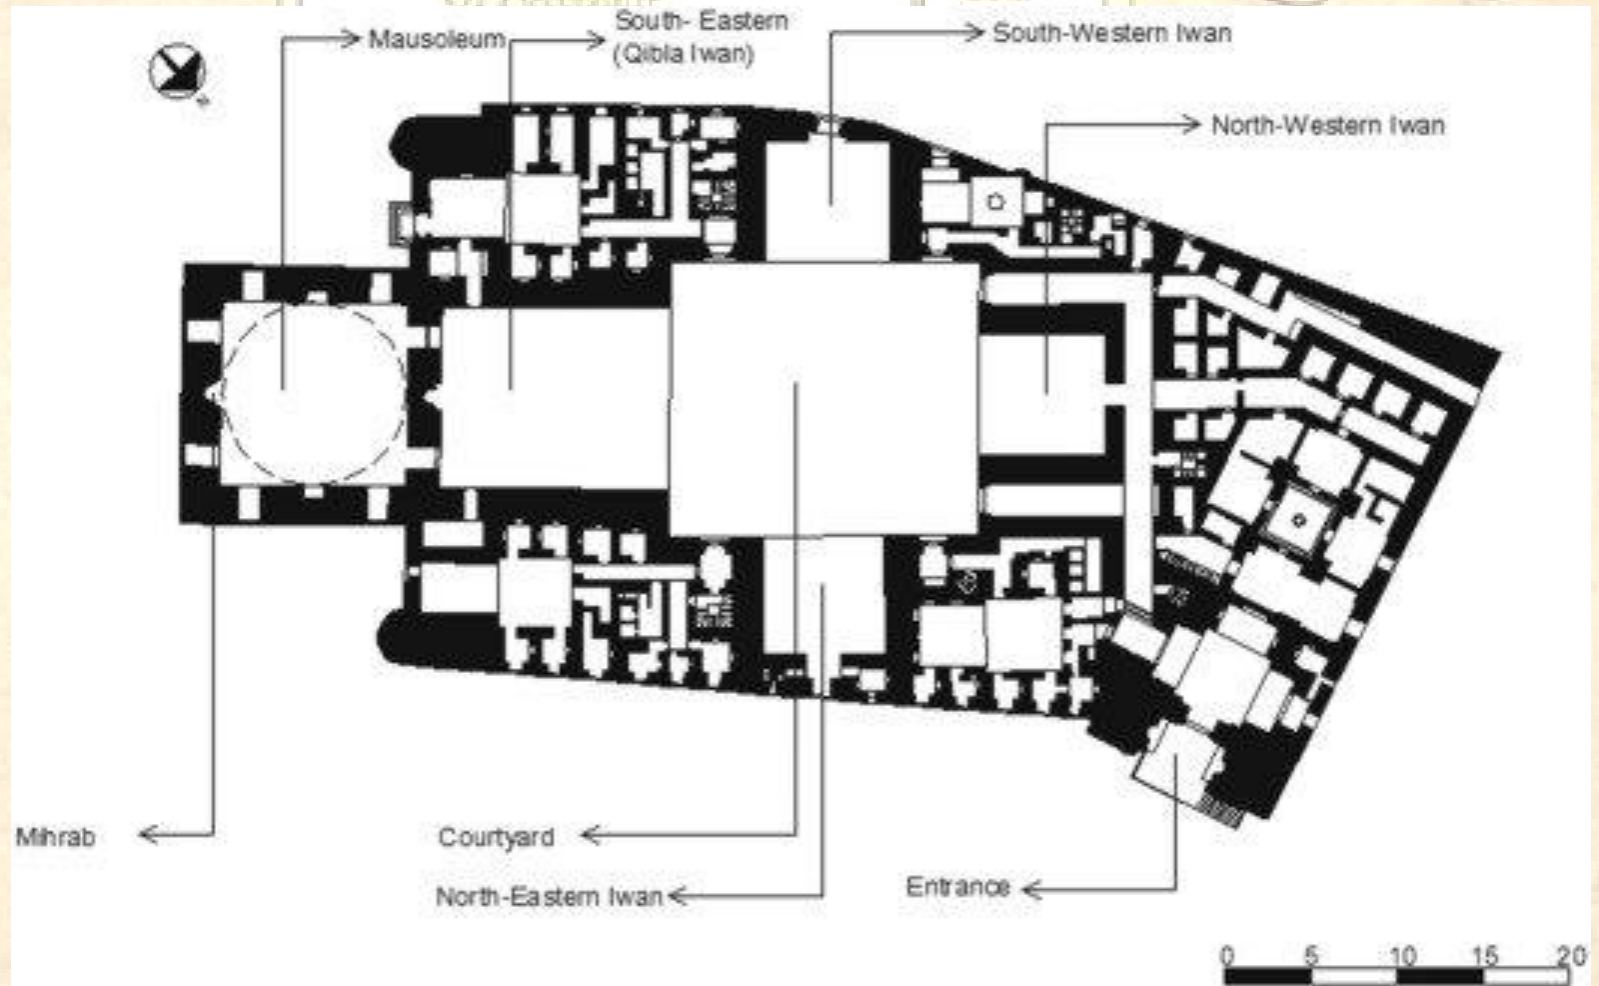 South- Eastern
Mausoleum
(Qibla Iwan)
South-Western Iwan
North-Western Iwan
Mihrab
Courtyard
North-Eastern Iwan
Entrance
0 5 10 15 20